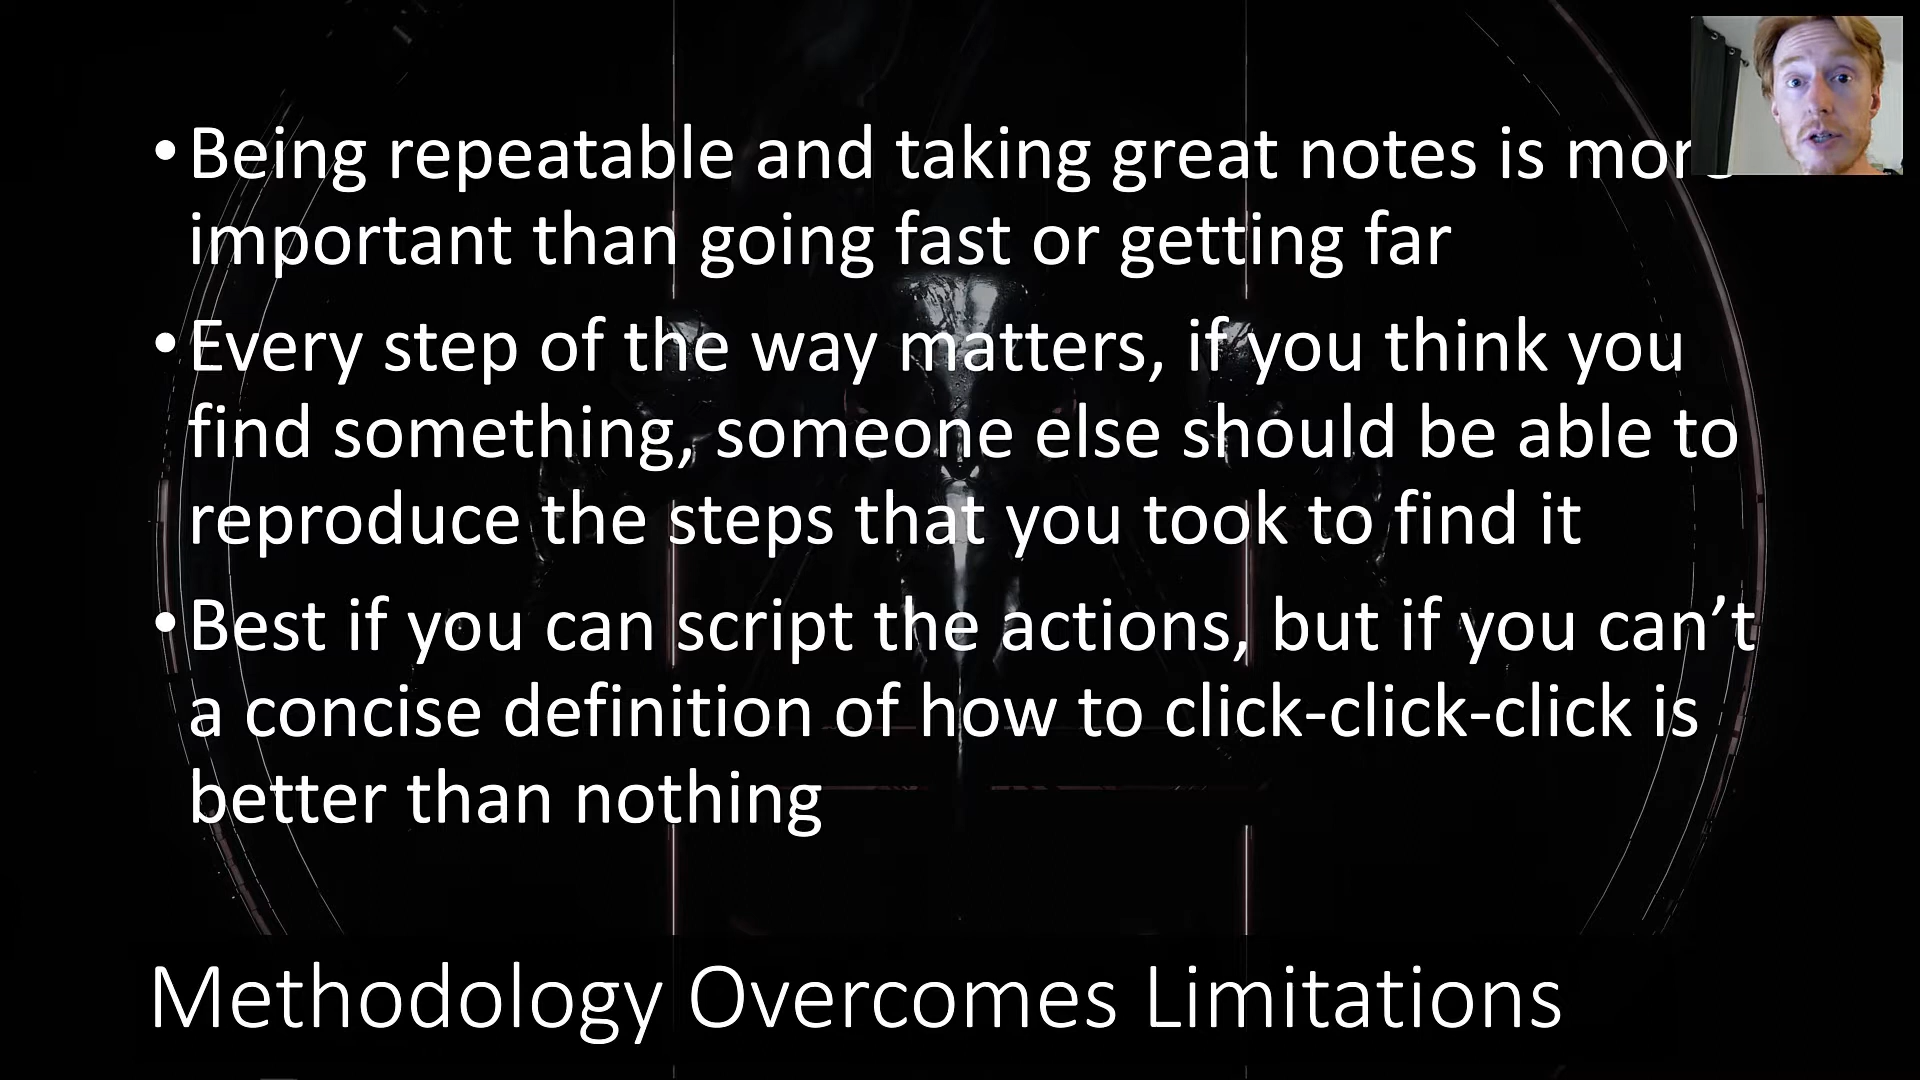 • Being repeatable and taking great notes is more
important than going fast or getting far
• Every step of the way matters, if you think you
find something, someone else should be able to
reproduce the steps that you took to find it
• Best if you can script the actions, but if you can’t
a concise definition of how to click-click-click is
better than nothing
Methodology Overcomes Limitations